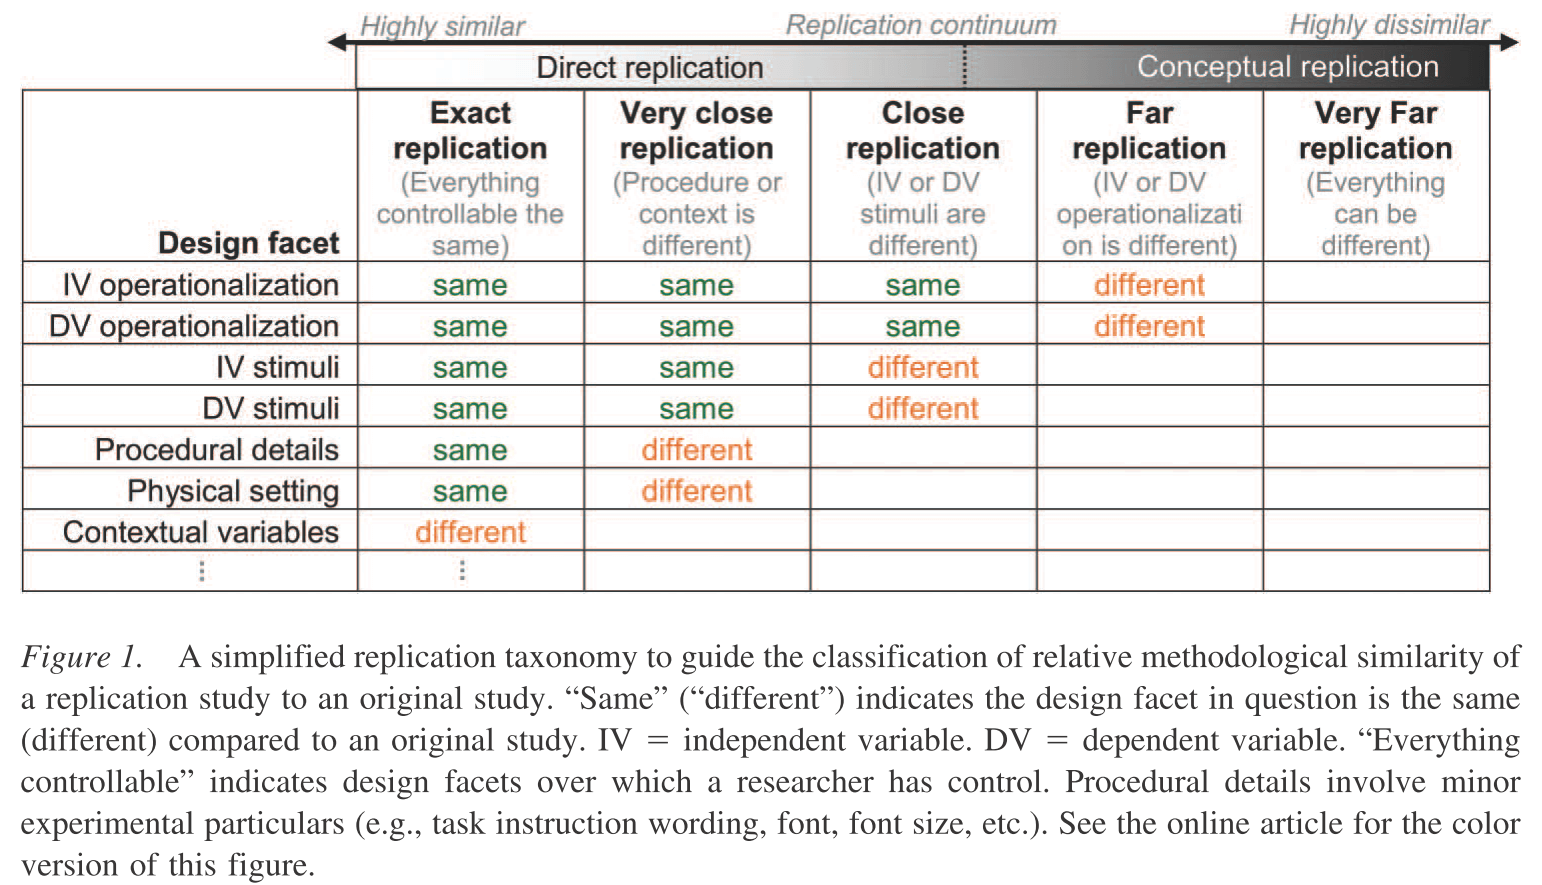 Highly similar Replication continuum Highly dissimilar
Direct replication Conceptual replication
Design facet
Exact
replication
(Everything
controllable the
same)
Very close
replication
(Procedure or
context is
different)
Close
replication
(IV or DV
stimuli are
different)
Far
replication
(IV or DV
operationalizati
on is different)
Very Far
replication
(Everything
can be
different)
IV operationalization same same same different
DV operationalization same same same different
IV stimuli same same different
DV stimuli same same different
Procedural details same different
Physical setting same different
Contextual variables different
⋮ ⋮
Figure 1. A simplified replication taxonomy to guide the classification of relative methodological similarity of
a replication study to an original study. “Same” (“different”) indicates the design facet in question is the same
(different) compared to an original study. IV = independent variable. DV = dependent variable. “Everything
controllable” indicates design facets over which a researcher has control. Procedural details involve minor
experimental particulars (e.g., task instruction wording, font, font size, etc.). See the online article for the color
version of this figure.